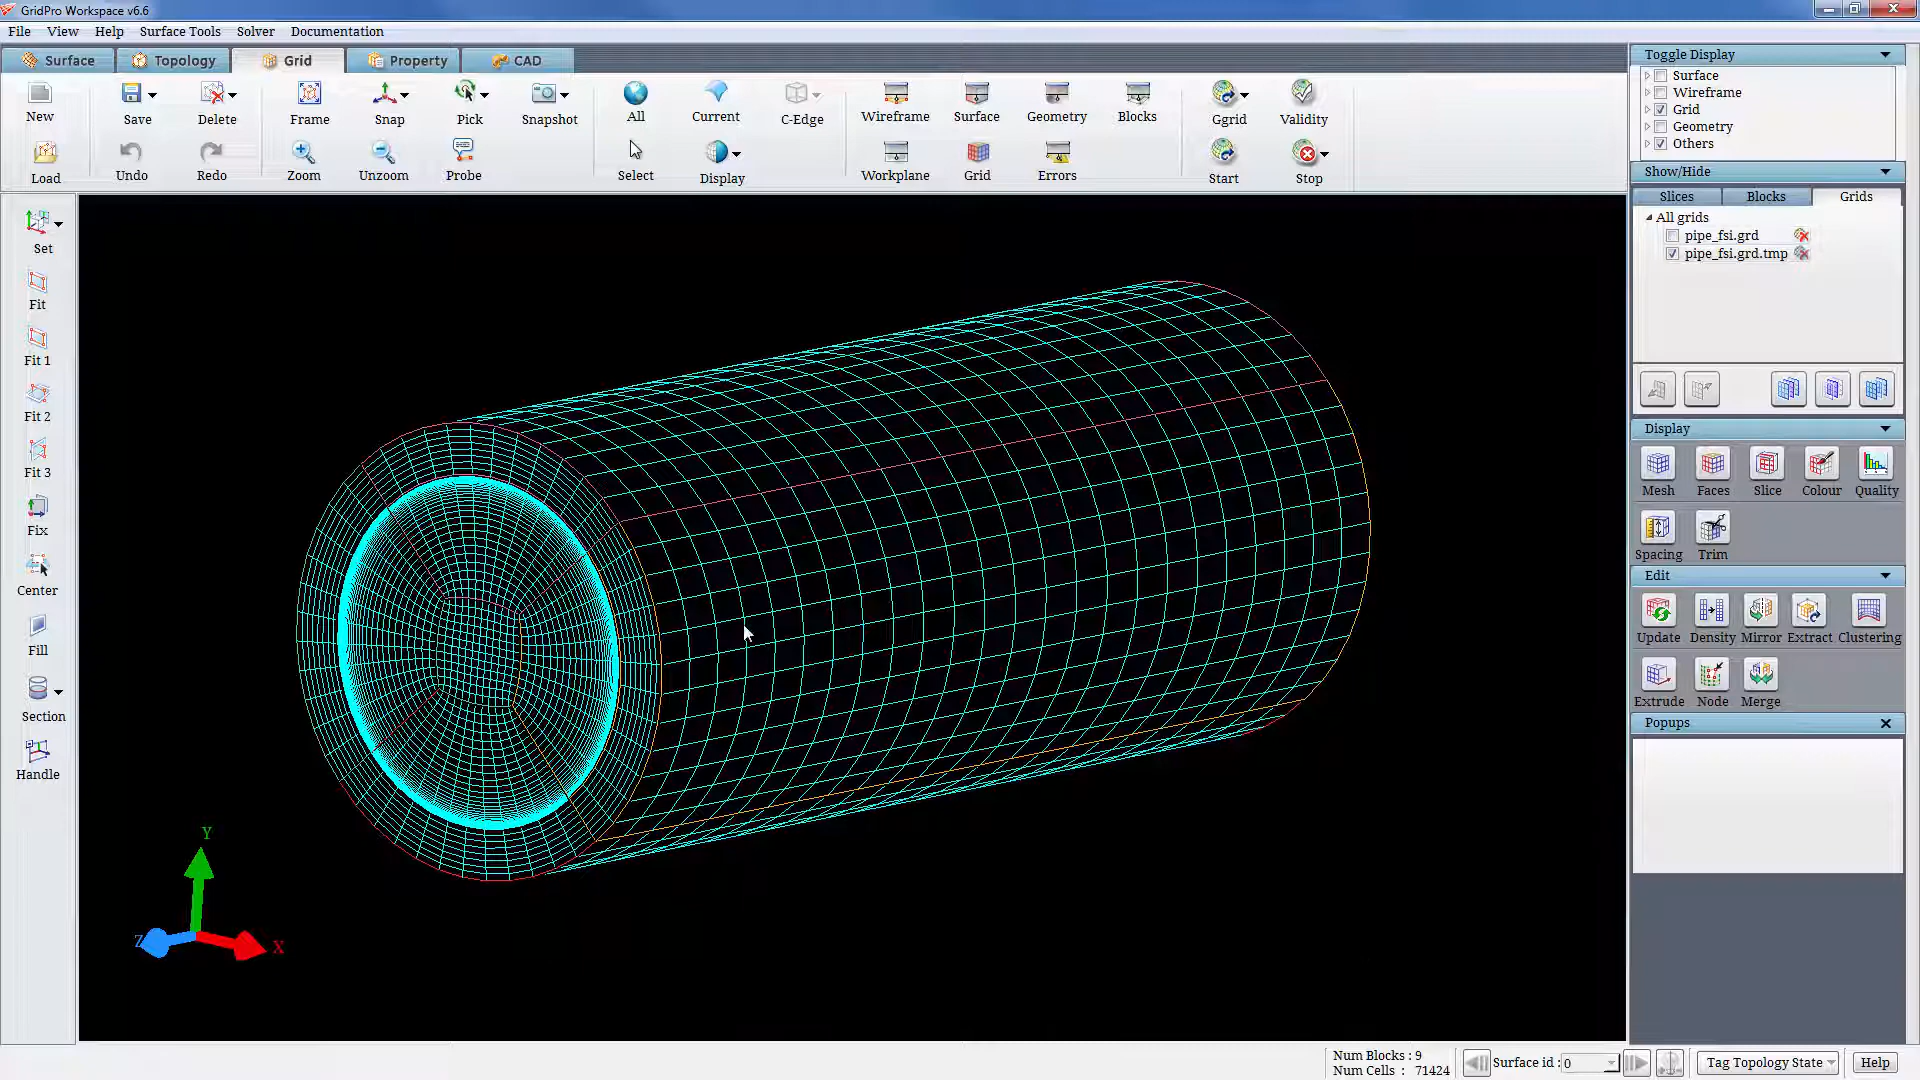 GridPro Workspace v6.6
File View Help Surface Tools Solver Documentation
Surface Topology Grid Property CAD
New Save Delete Frame Snap Pick Snapshot All Current C-Edge Wireframe Surface Geometry Blocks Ggrid Validity
Load Undo Redo Zoom Unzoom Probe Select Display Workplane Grid Errors Start Stop
Set
Fit
Fit 1
Fit 2
Fit 3
Fix
Center
Fill
Section
Handle
Y
Z
X
Toggle Display
Surface
Wireframe
Grid
Geometry
Others
Show/Hide
Slices Blocks Grids
All grids
pipe_fsi.grd
pipe_fsi.grd.tmp
Display
Mesh Faces Slice Colour Quality
Spacing Trim
Edit
Update Density Mirror Extract Clustering
Extrude Node Merge
Popups
Num Blocks : 9
Num Cells : 71424
Surface id : 0
Tag Topology State
Help